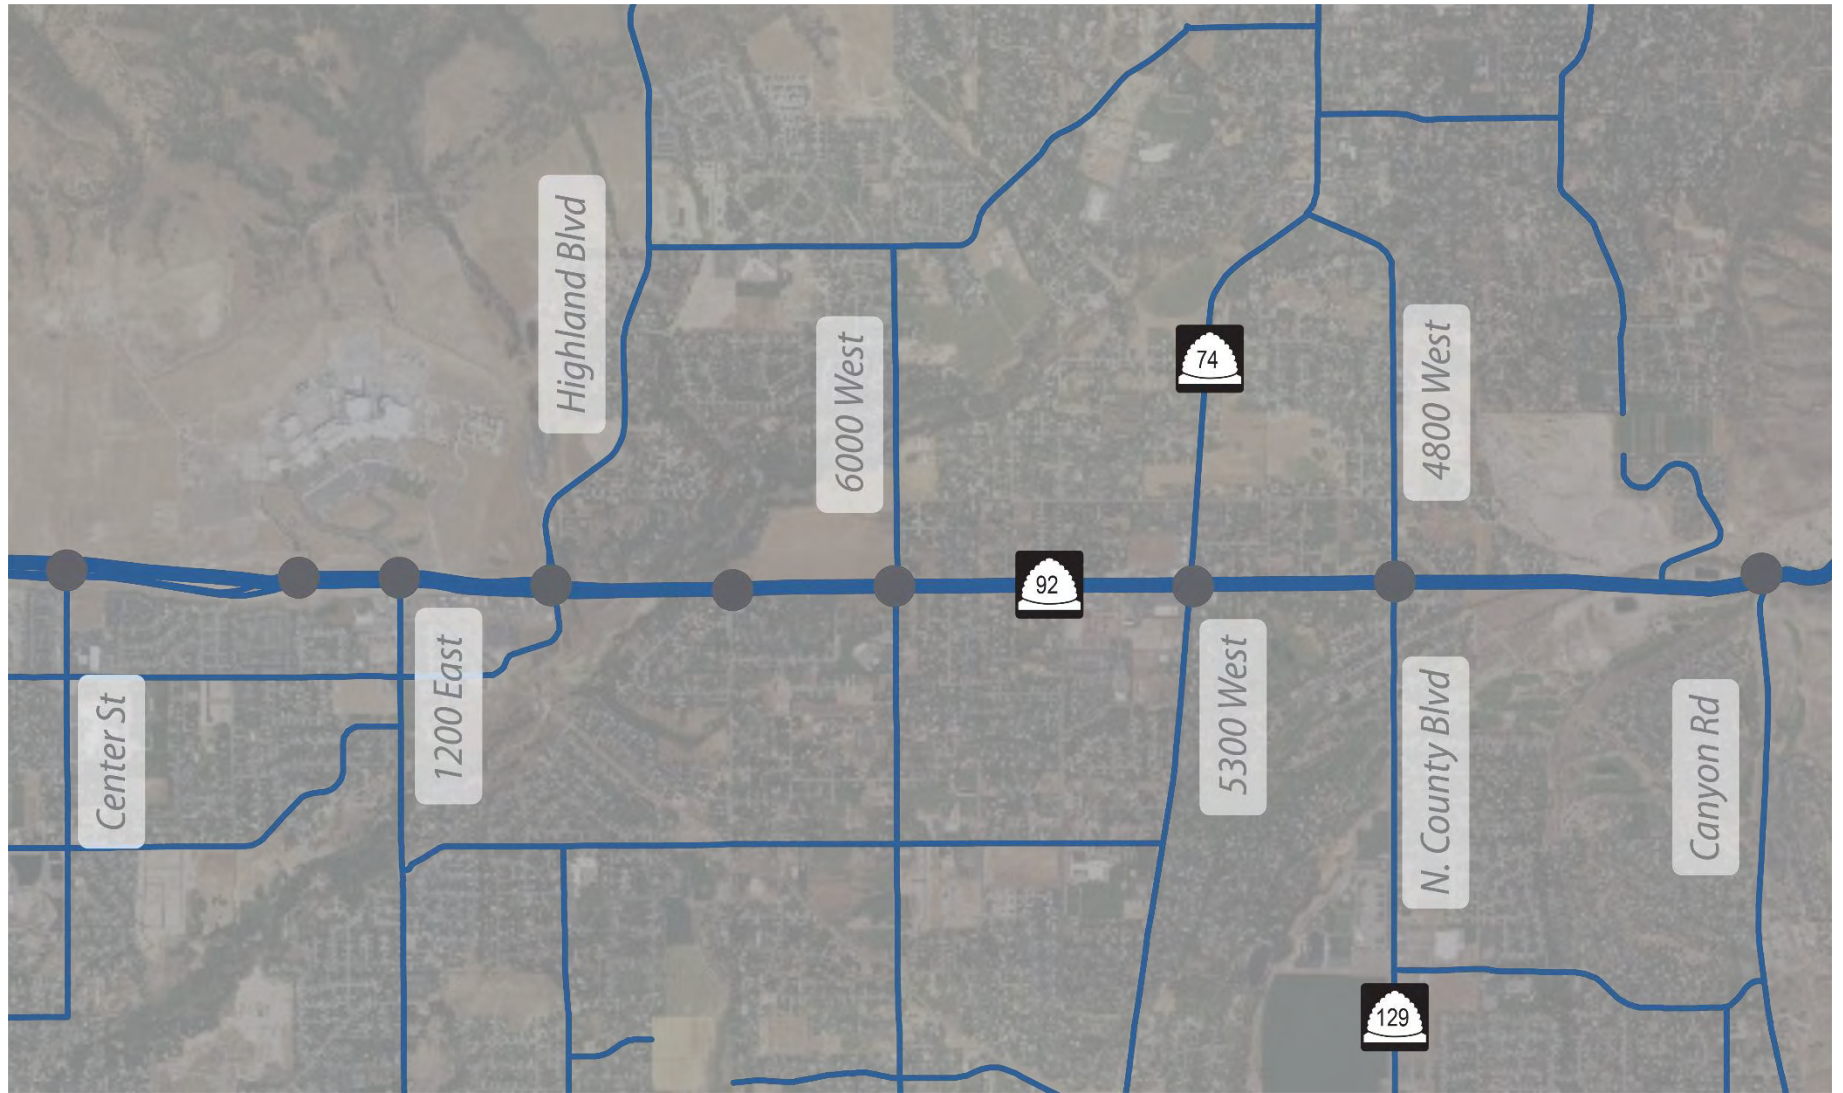 Highland Blvd
6000 West
74
4800 West
92
Center St
1200 East
5300 West
N. County Blvd
Canyon Rd
129